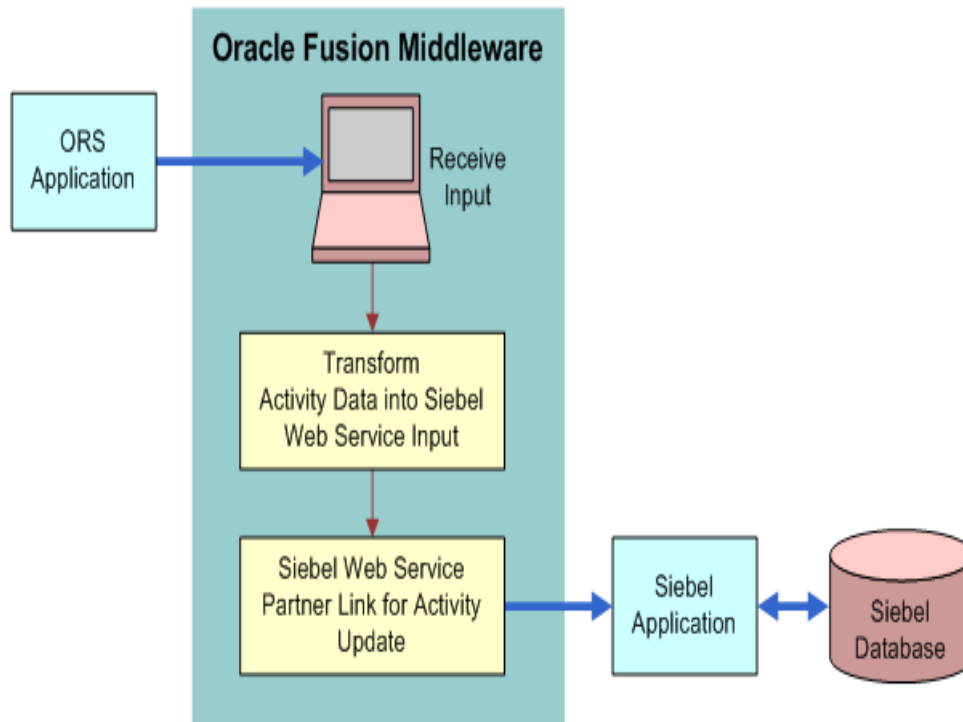 Oracle Fusion Middleware
ORS
Application
Receive
Input
Transform
Activity Data into Siebel
Web Service Input
Siebel Web Service
Partner Link for Activity
Update
Siebel
Application
Siebel
Database